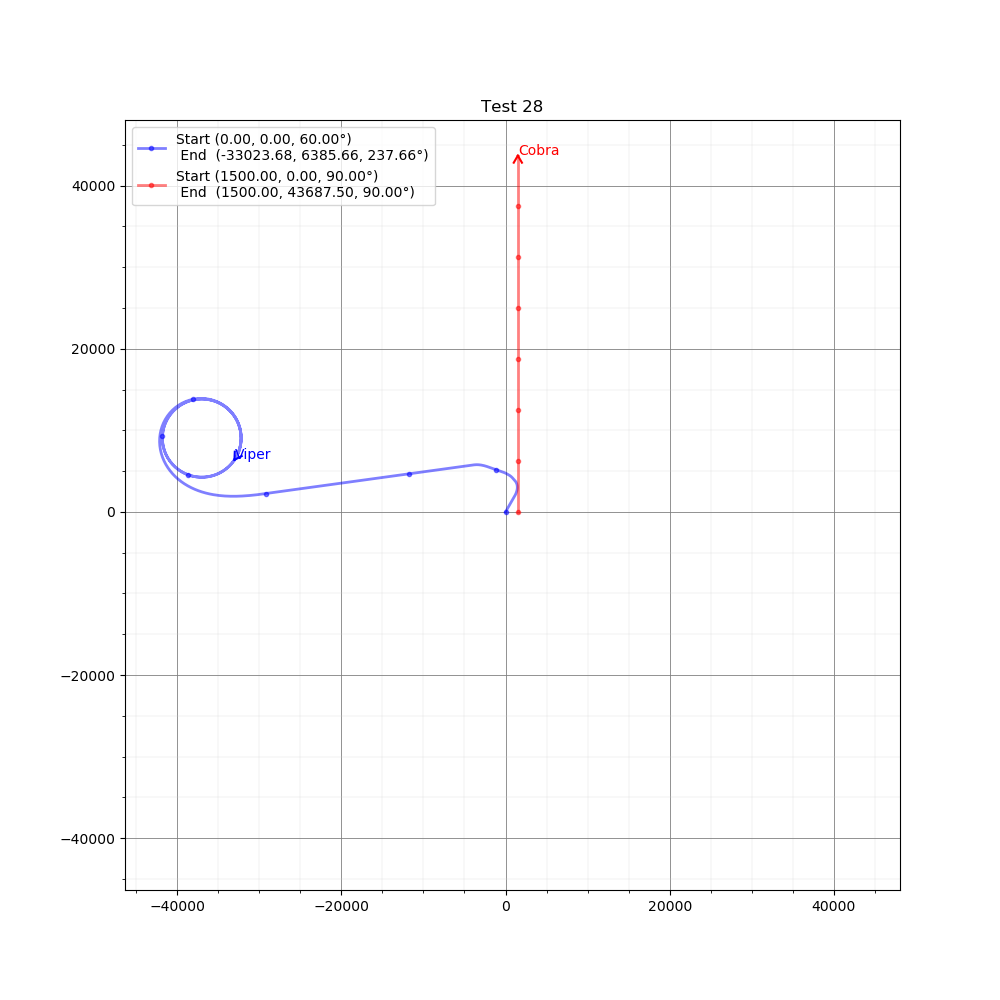 Test 28
Start (0.00, 0.00, 60.00°)
End (-33023.68, 6385.66, 237.66°)
Start (1500.00, 0.00, 90.00°)
End (1500.00, 43687.50, 90.00°)
Cobra
Viper
40000
20000
0
−20000
−40000
−40000
−20000
0
20000
40000